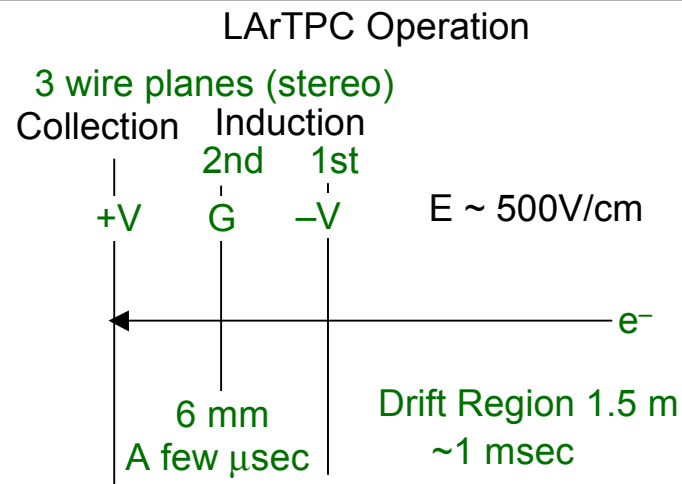 LArTPC Operation
3 wire planes (stereo)
Collection Induction
2nd 1st
+V G –V E ~ 500V/cm
e–
6 mm Drift Region 1.5 m
A few μsec ~1 msec